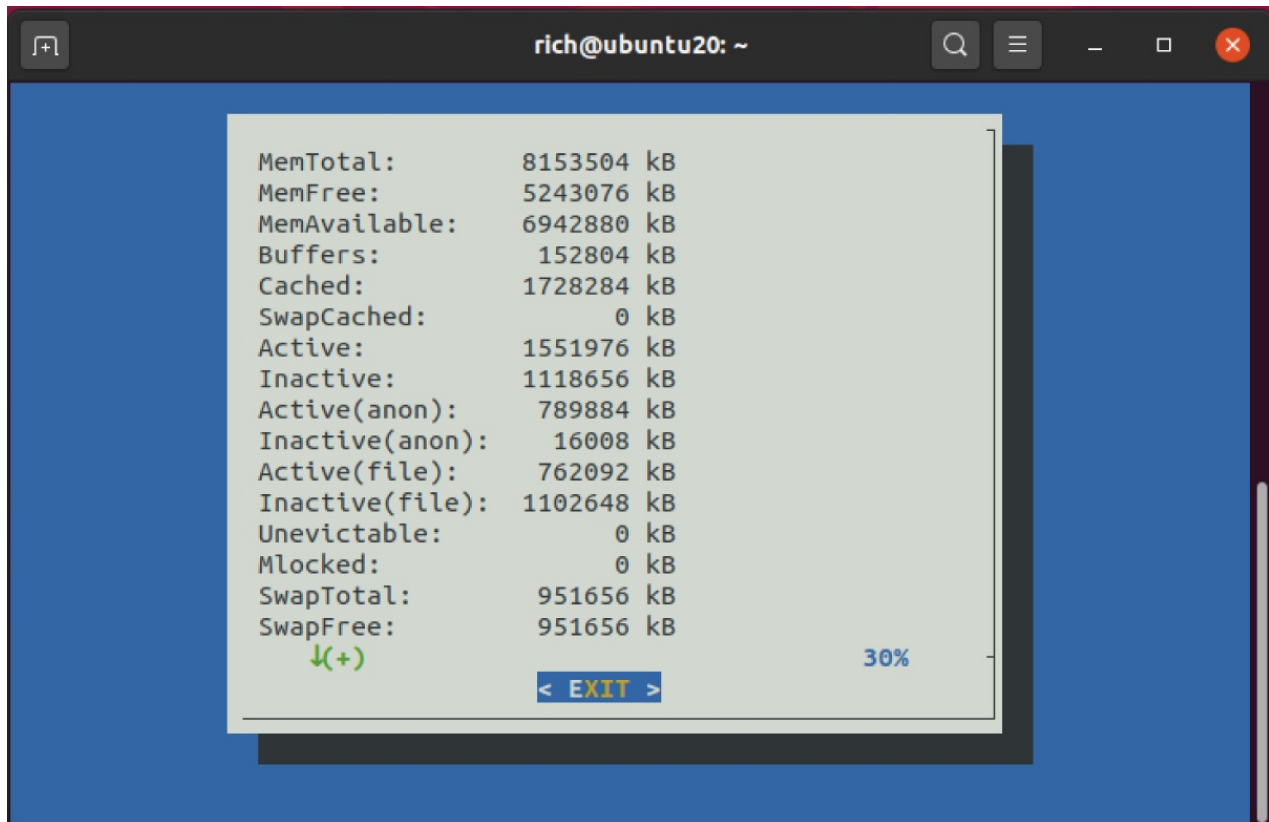 rich@ubuntu20: ~
MemTotal: 8153504 kB
MemFree: 5243076 kB
MemAvailable: 6942880 kB
Buffers: 152804 kB
Cached: 1728284 kB
SwapCached: 0 kB
Active: 1551976 kB
Inactive: 1118656 kB
Active(anon): 789884 kB
Inactive(anon): 16008 kB
Active(file): 762092 kB
Inactive(file): 1102648 kB
Unevictable: 0 kB
Mlocked: 0 kB
SwapTotal: 951656 kB
SwapFree: 951656 kB
↓(+) 30%
< EXIT >